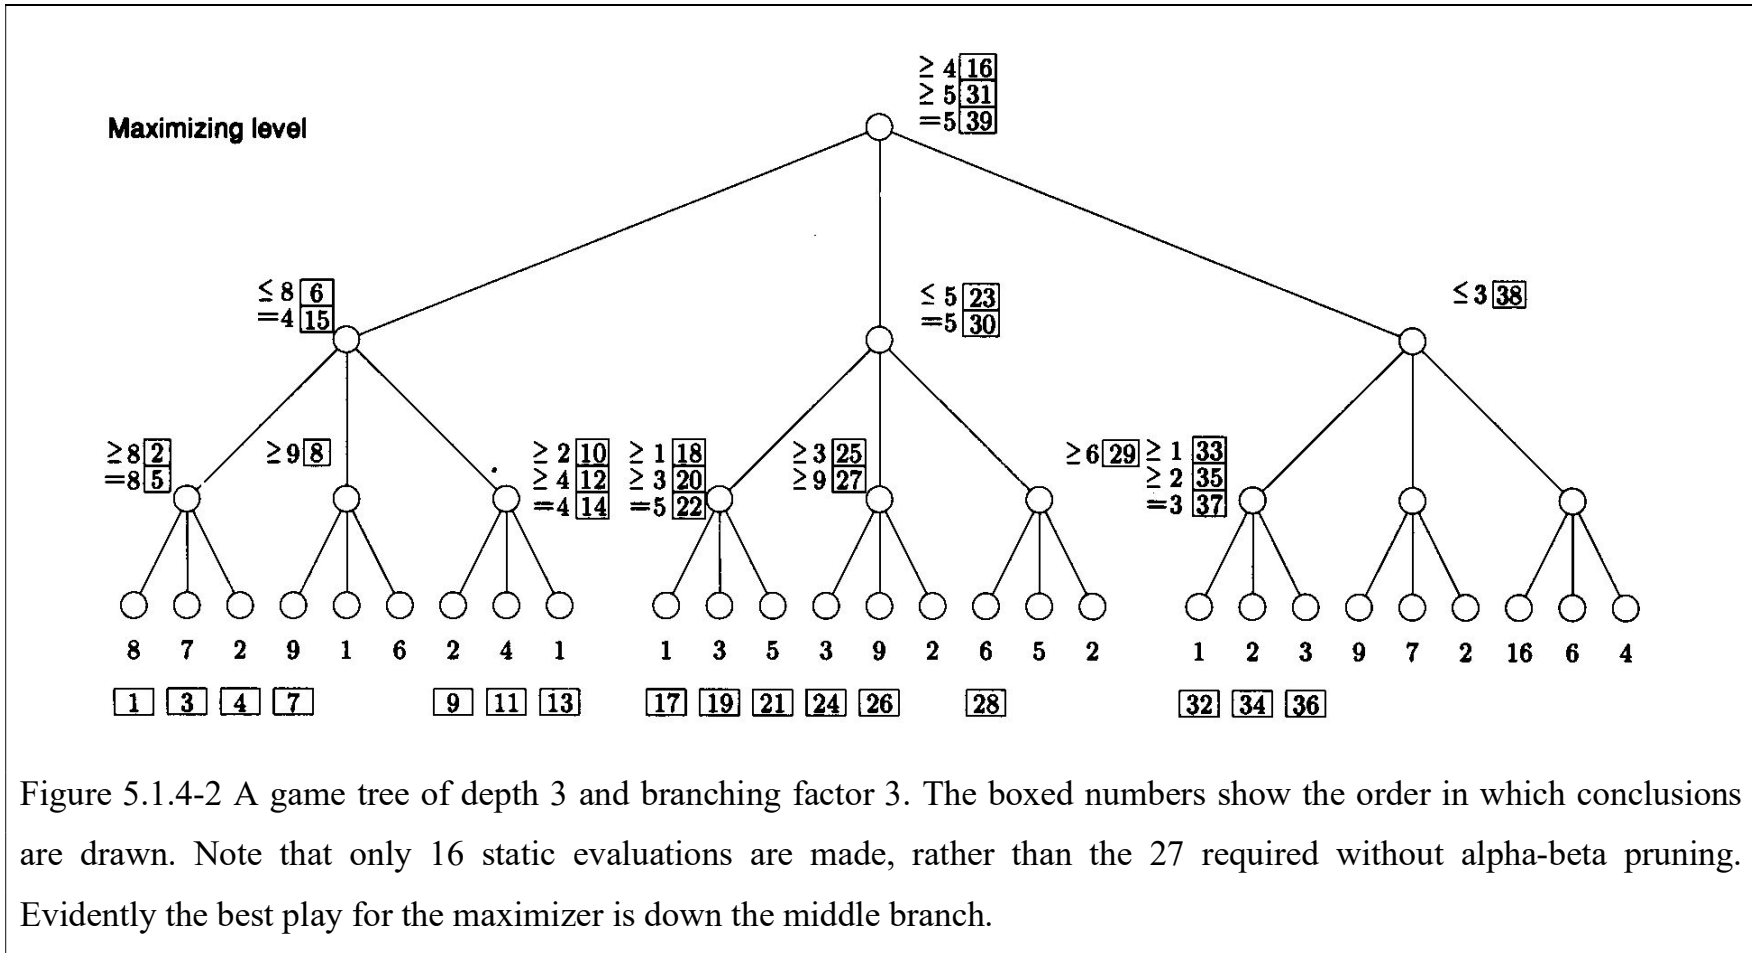 ≥ 4 16
≥ 5 31
=5 39
Maximizing level
≤ 8 6
=4 15
≤ 5 23
=5 30
≤ 3 38
≥8 2
=8 5
≥9 8
≥ 2 10
≥ 4 12
=4 14
≥ 1 18
≥ 3 20
=5 22
≥3 25
≥9 27
≥6 29
≥ 1 33
≥ 2 35
=3 37
8 7 2 9 1 6 2 4 1 1 3 5 3 9 2 6 5 2 1 2 3 9 7 2 16 6 4
1 3 4 7 9 11 13 17 19 21 24 26 28 32 34 36
Figure 5.1.4-2 A game tree of depth 3 and branching factor 3. The boxed numbers show the order in which conclusions
are drawn. Note that only 16 static evaluations are made, rather than the 27 required without alpha-beta pruning.
Evidently the best play for the maximizer is down the middle branch.